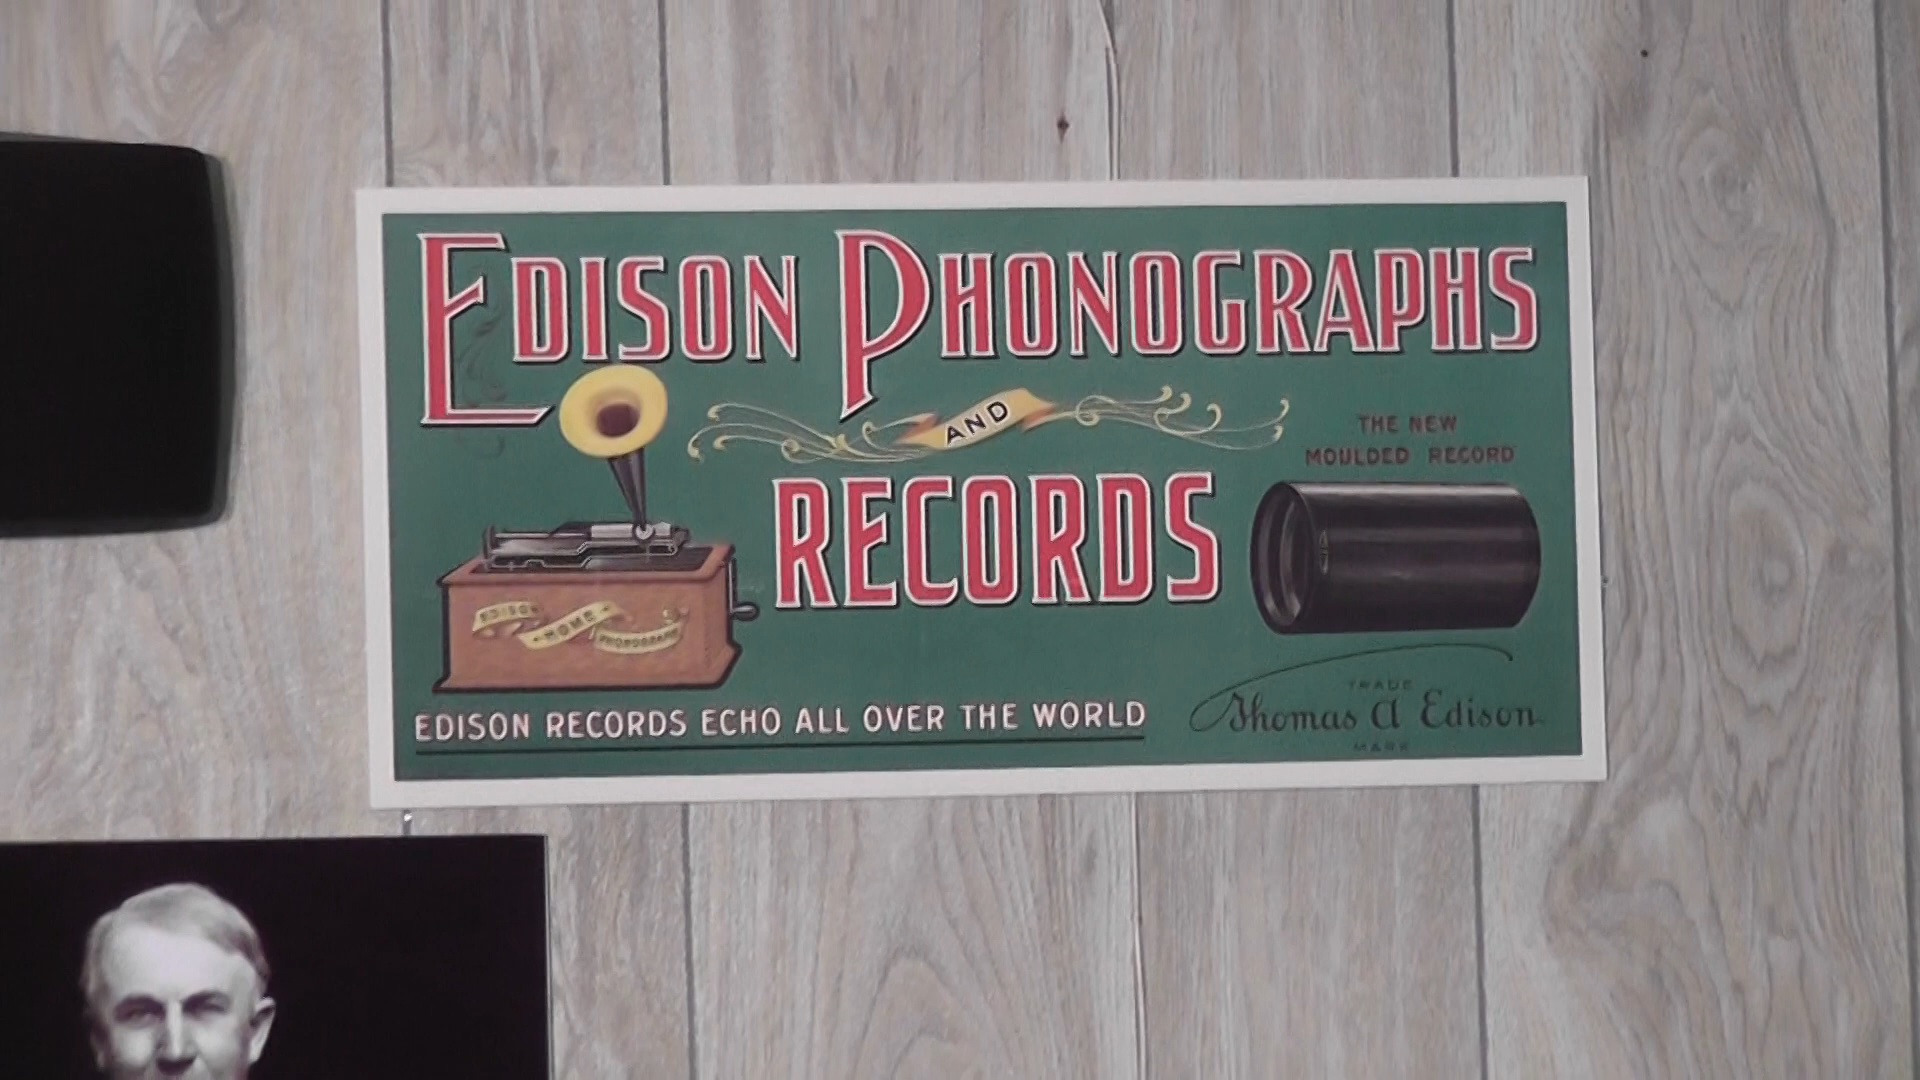 EDISON PHONOGRAPHS
AND
RECORDS
THE NEW
MOULDED RECORD
EDISON HOME PHONOGRAPH
EDISON RECORDS ECHO ALL OVER THE WORLD
TRADE
Thomas A Edison
MARK